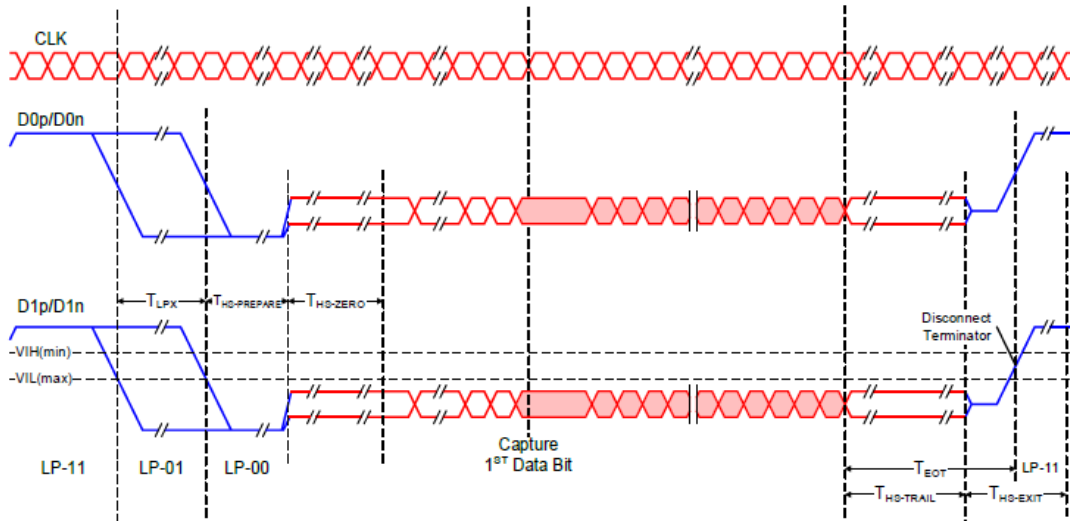 CLK
D0p/D0n
TLPX
THS-PREPARE
THS-ZERO
D1p/D1n
Disconnect
Terminator
VIH(min)
VIL(max)
Capture
1ST Data Bit
LP-11
LP-01
LP-00
TEOT
LP-11
THS-TRAIL
THS-EXIT